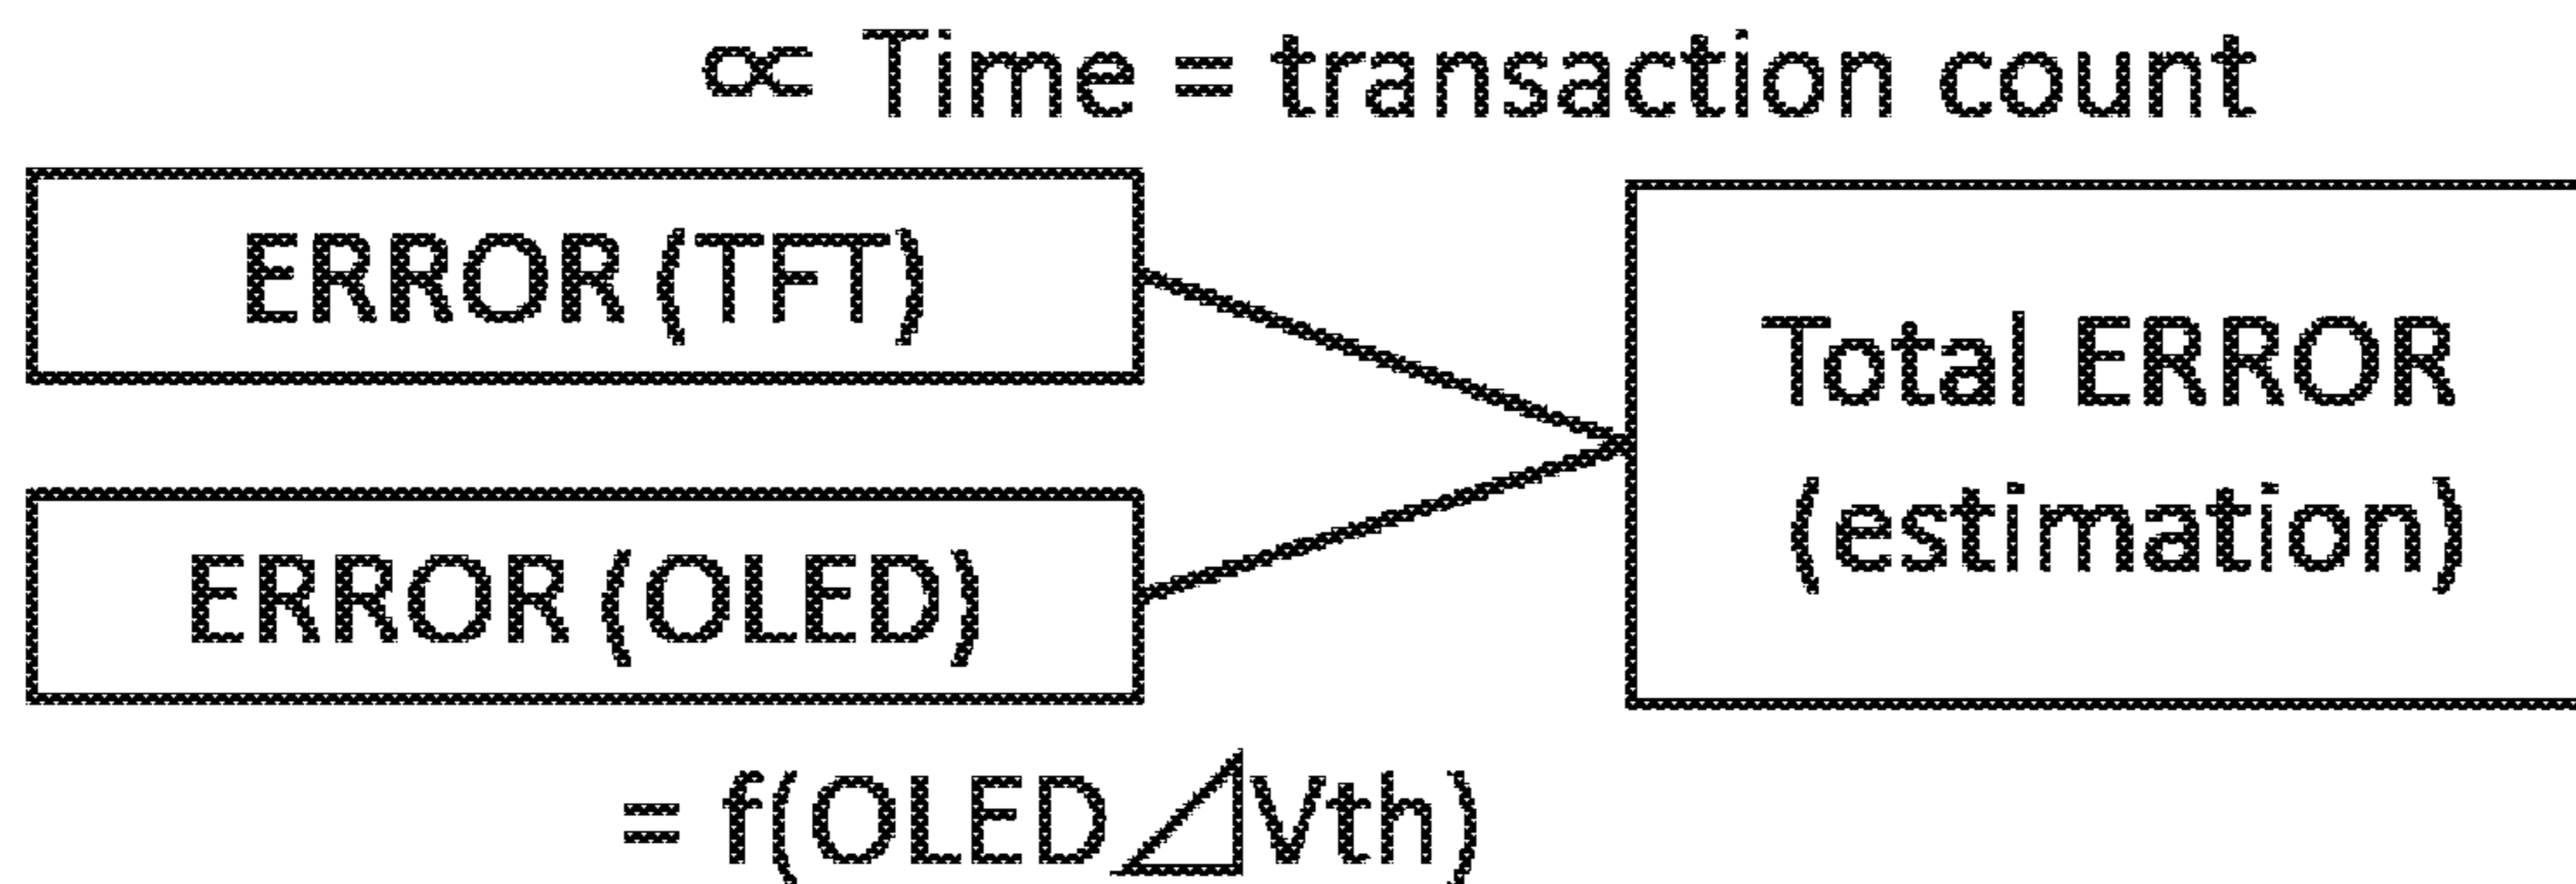 ∝ Time = transaction count
ERROR (TFT)
ERROR (OLED)
Total ERROR
(estimation)
= f(OLED⊿Vth)